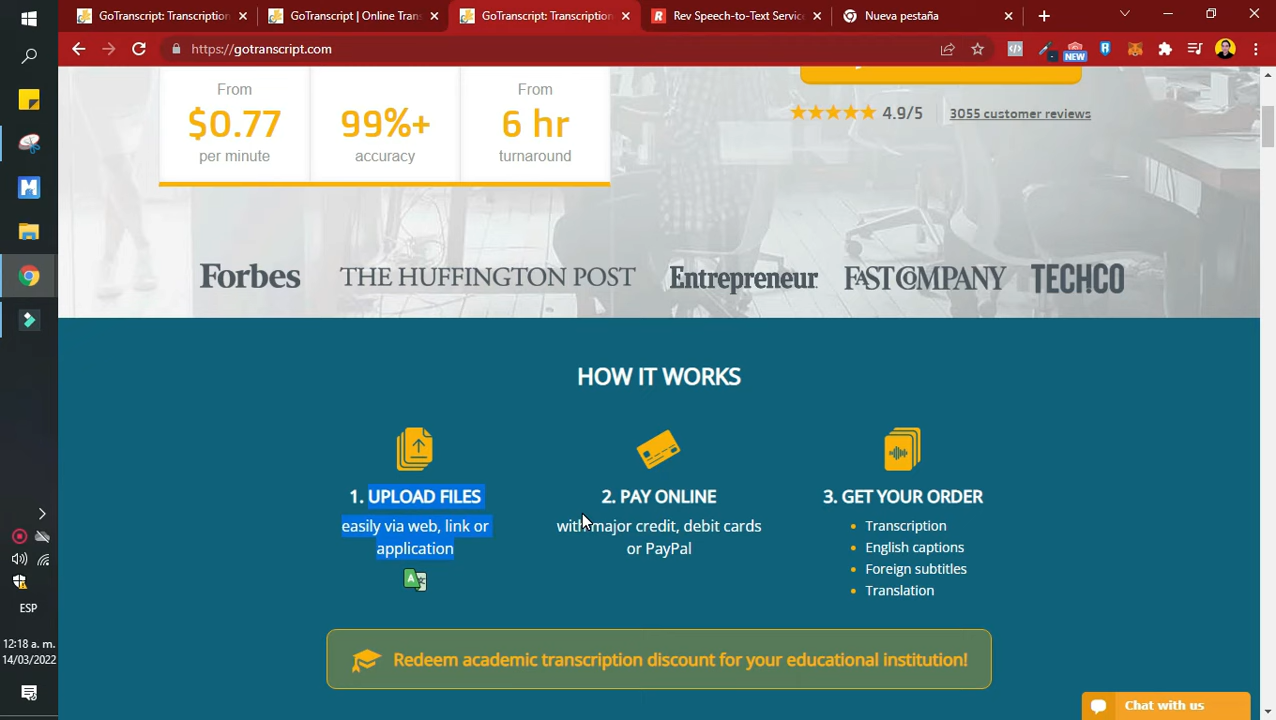 GoTranscript: Transcription
GoTranscript | Online Tran
GoTranscript: Transcription
Rev Speech-to-Text Service
Nueva pestaña
https://gotranscript.com
NEW
From
$0.77
per minute
99%+
accuracy
From
6 hr
turnaround
4.9/5
3055 customer reviews
Forbes
THE HUFFINGTON POST
Entrepreneur
FAST COMPANY
TECH.CO
HOW IT WORKS
1. UPLOAD FILES
easily via web, link or
application
2. PAY ONLINE
with major credit, debit cards
or PayPal
3. GET YOUR ORDER
Transcription
English captions
Foreign subtitles
Translation
Redeem academic transcription discount for your educational institution!
Chat with us
ESP
12:18 a. m.
14/03/2022